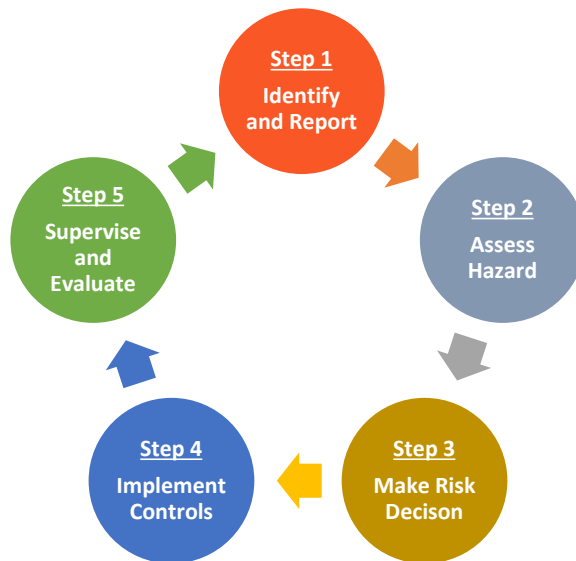 Step 1
Identify
and Report
Step 2
Assess
Hazard
Step 3
Make Risk
Decison
Step 4
Implement
Controls
Step 5
Supervise
and
Evaluate